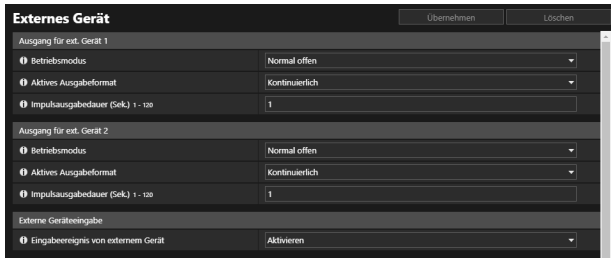 Externes Gerät Übernehmen Löschen
Ausgang für ext. Gerät 1
Betriebsmodus Normal offen
Aktives Ausgabeformat Kontinuierlich
Impulsausgabedauer (Sek.) 1 - 120 1
Ausgang für ext. Gerät 2
Betriebsmodus Normal offen
Aktives Ausgabeformat Kontinuierlich
Impulsausgabedauer (Sek.) 1 - 120 1
Externe Geräteeingabe
Eingabeereignis von externem Gerät Aktivieren